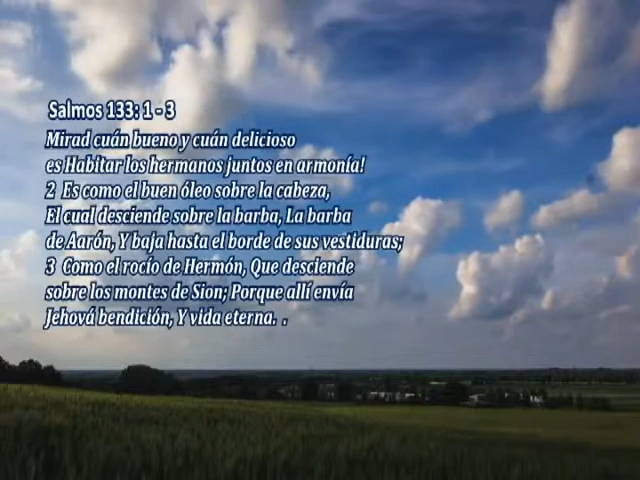 Salmos 133: 1 - 3
Mirad cuán bueno y cuán delicioso
es Habitar los hermanos juntos en armonía!
2 Es como el buen óleo sobre la cabeza,
El cual desciende sobre la barba, La barba
de Aarón, Y baja hasta el borde de sus vestiduras;
3 Como el rocío de Hermón, Que desciende
sobre los montes de Sion; Porque allí envía
Jehová bendición, Y vida eterna. .